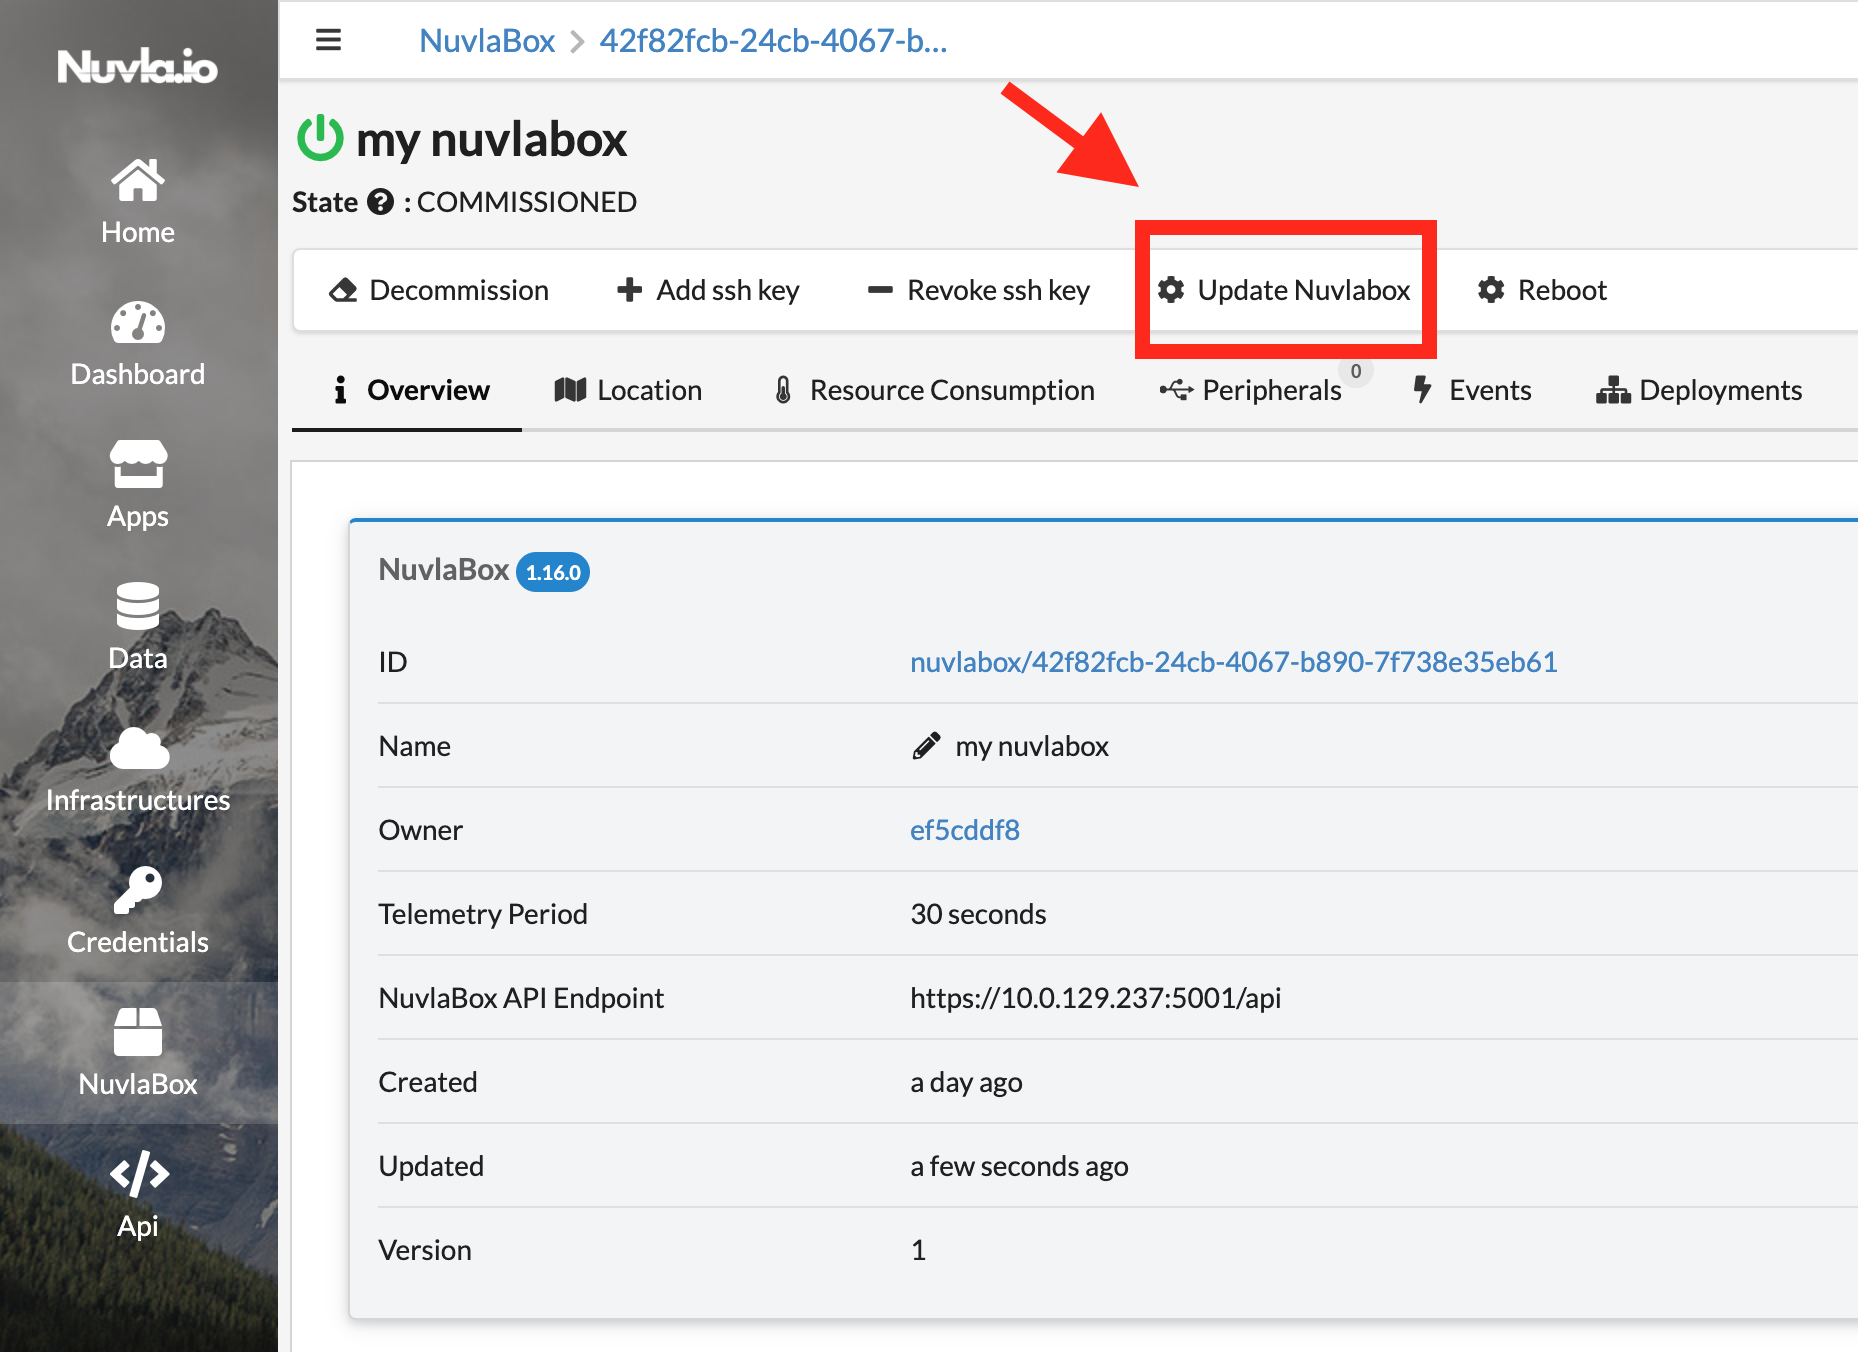 Nuvla.io
Home
Dashboard
Apps
Data
Infrastructures
Credentials
NuvlaBox
Api
NuvlaBox 42f82fcb-24cb-4067-b...
my nuvlabox
State ? : COMMISSIONED
Decommission Add ssh key Revoke ssh key Update Nuvlabox Reboot
Overview Location Resource Consumption Peripherals 0 Events Deployments
NuvlaBox 1.16.0
ID nuvlabox/42f82fcb-24cb-4067-b890-7f738e35eb61
Name my nuvlabox
Owner ef5cddf8
Telemetry Period 30 seconds
NuvlaBox API Endpoint https://10.0.129.237:5001/api
Created a day ago
Updated a few seconds ago
Version 1